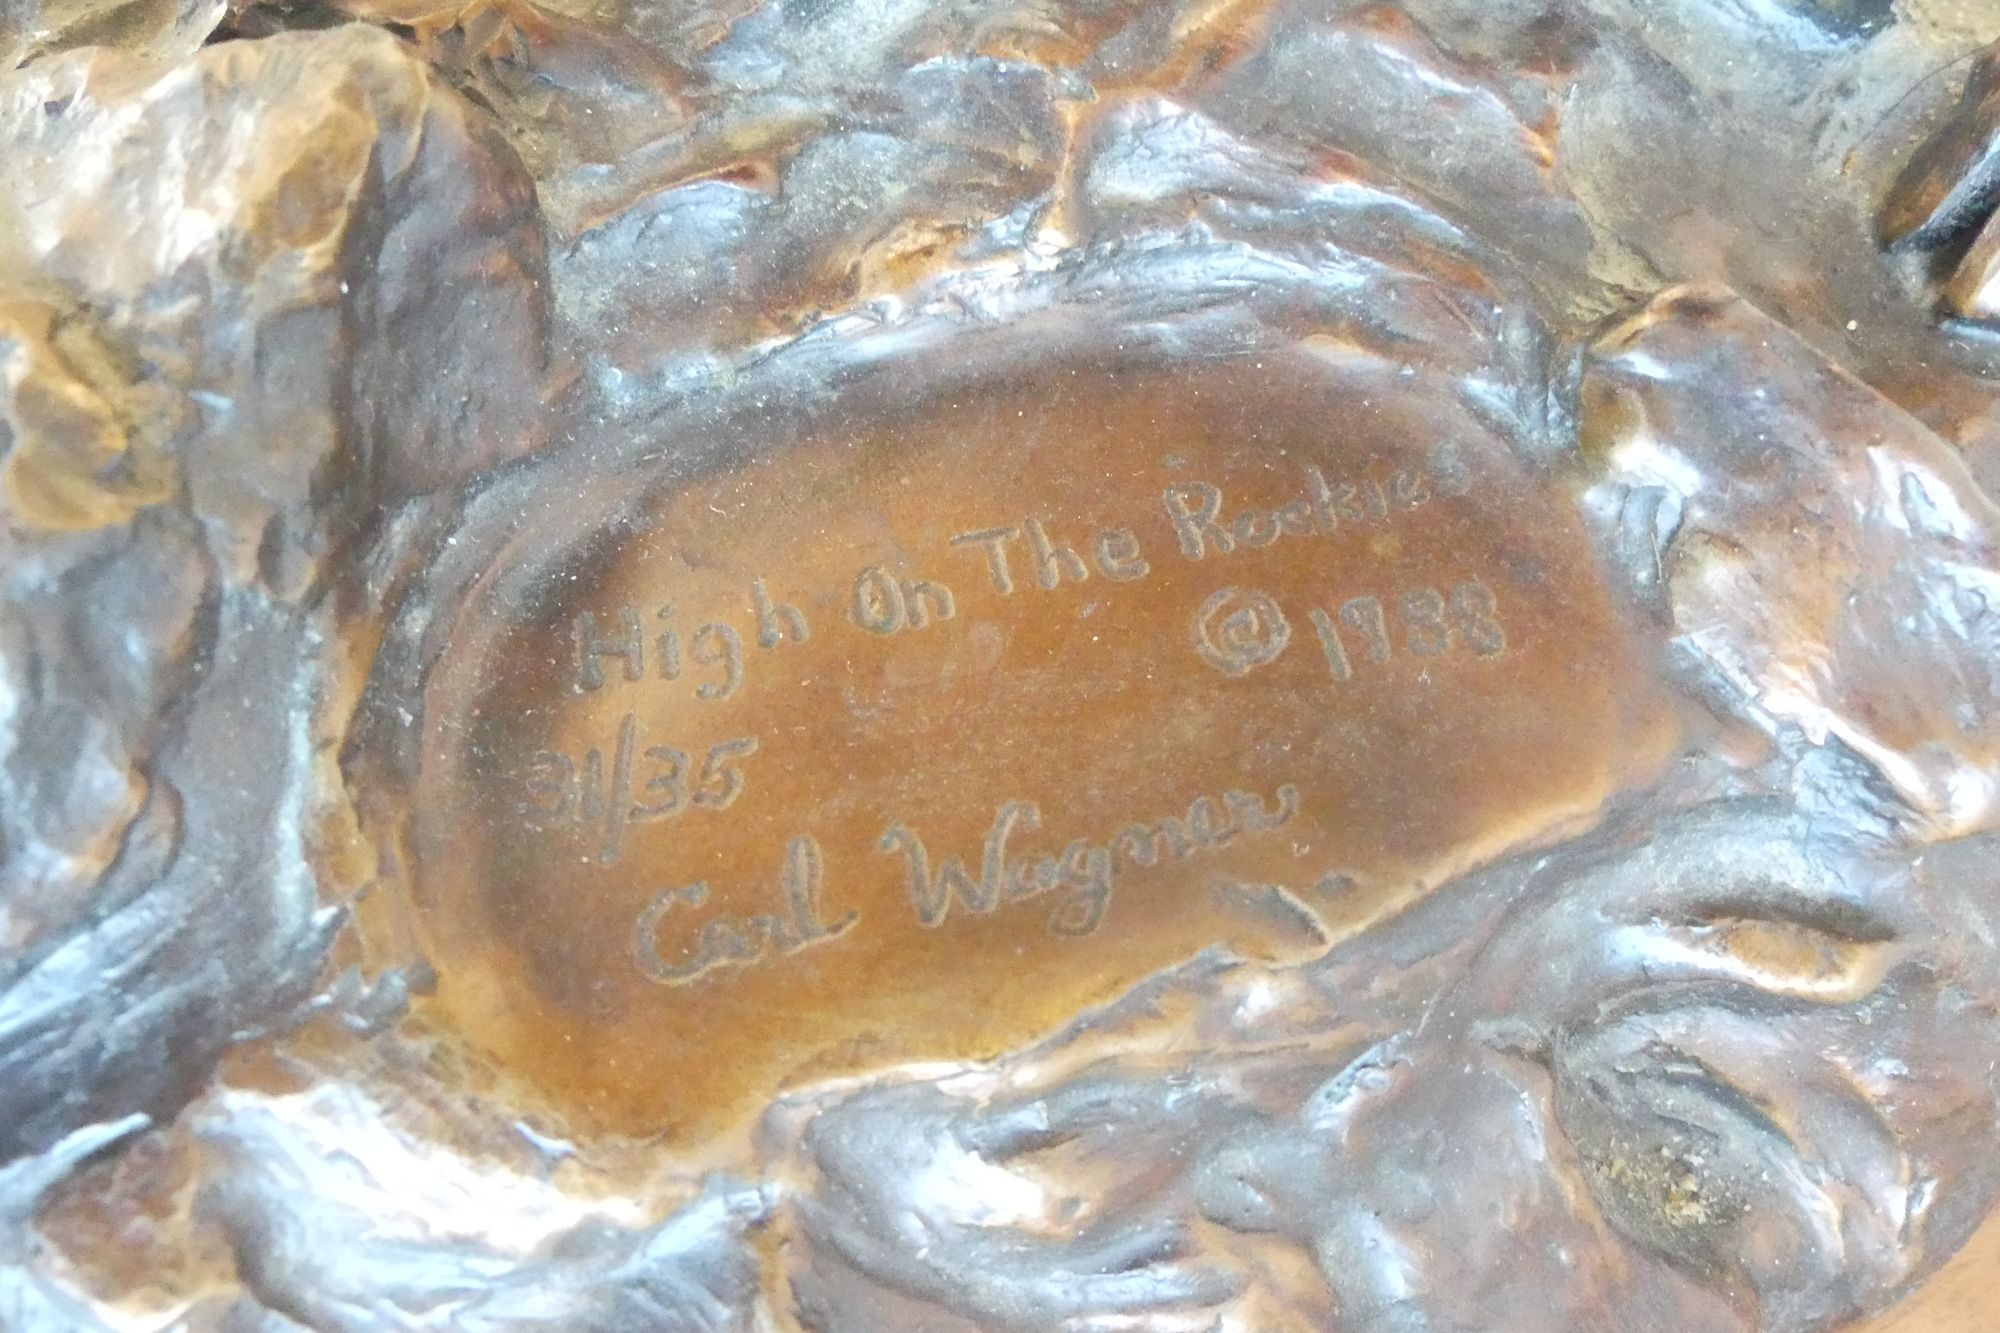 High On The Rockies
© 1988
31/35
Carl Wagner